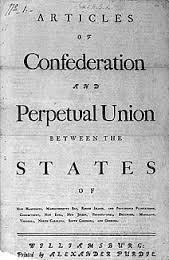 ARTICLES
OF
Confederation
AND
Perpetual Union
BETWEEN THE
STATES
OF
New Hampshire, Massachusetts Bay, Rhode Island, and Providence Plantations,
Connecticut, New York, New Jersey, Pennsylvania, Delaware, Maryland,
Virginia, North Carolina, South Carolina, and Georgia.
WILLIAMSBURG:
Printed by ALEXANDER PURDIE.